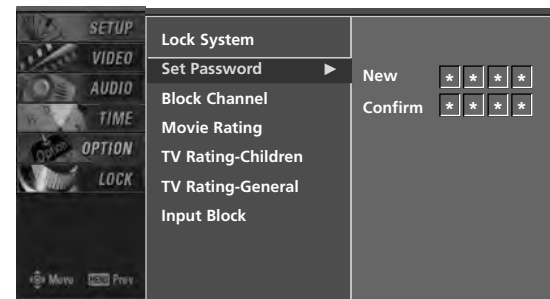 SETUP
VIDEO
AUDIO
TIME
OPTION
LOCK
Move MENU Prev
Lock System
Set Password ►
Block Channel
Movie Rating
TV Rating-Children
TV Rating-General
Input Block
New * * * *
Confirm * * * *